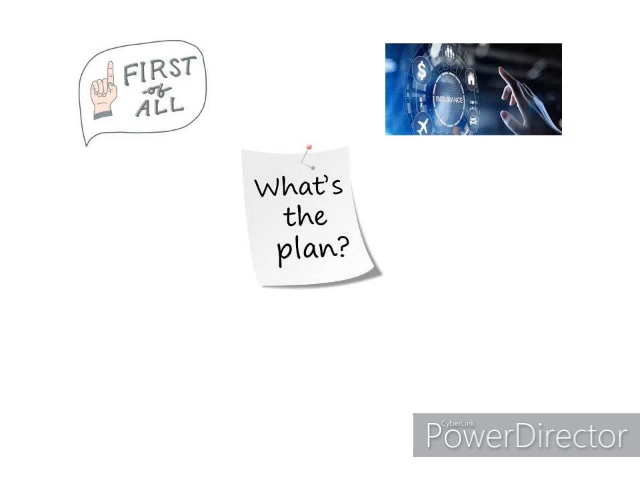 FIRST
of
ALL
INSURANCE
What's
the
plan?
CyberLink
PowerDirector